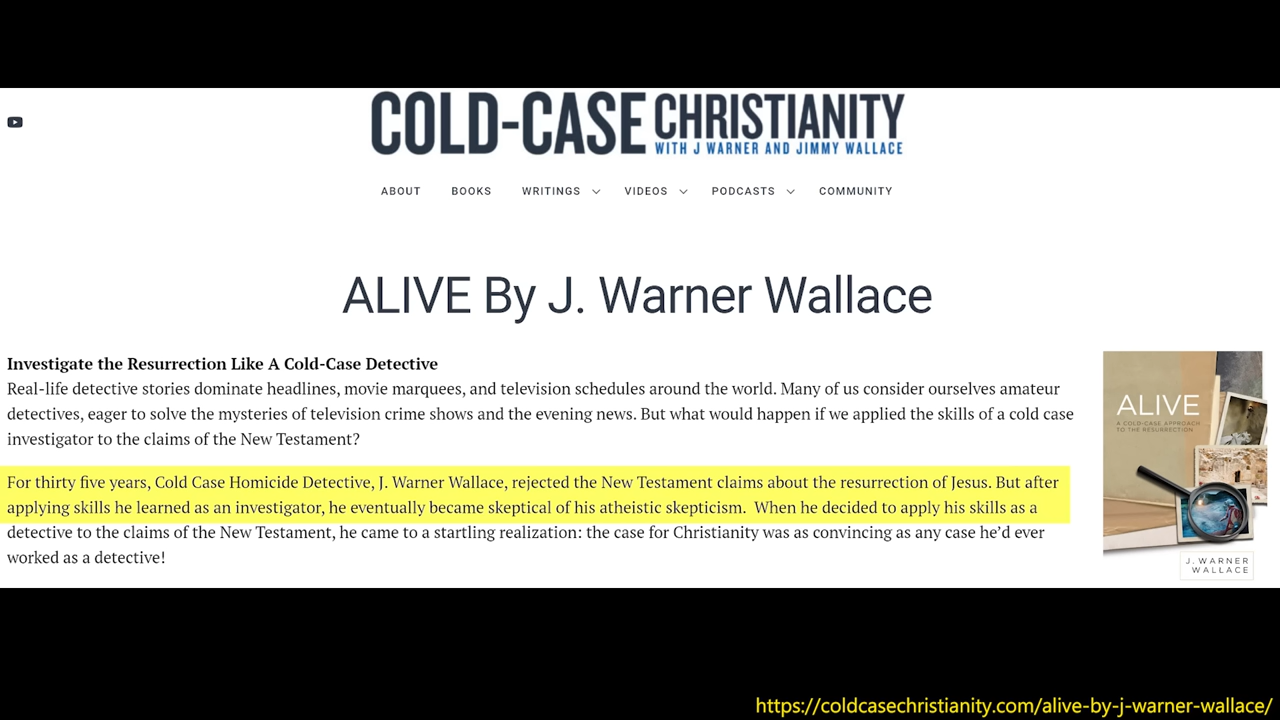 COLD-CASE CHRISTIANITY
WITH J WARNER AND JIMMY WALLACE
ABOUT BOOKS WRITINGS VIDEOS PODCASTS COMMUNITY
ALIVE By J. Warner Wallace
Investigate the Resurrection Like A Cold-Case Detective
Real-life detective stories dominate headlines, movie marquees, and television schedules around the world. Many of us consider ourselves amateur
detectives, eager to solve the mysteries of television crime shows and the evening news. But what would happen if we applied the skills of a cold case
investigator to the claims of the New Testament?
For thirty five years, Cold Case Homicide Detective, J. Warner Wallace, rejected the New Testament claims about the resurrection of Jesus. But after
applying skills he learned as an investigator, he eventually became skeptical of his atheistic skepticism.  When he decided to apply his skills as a
detective to the claims of the New Testament, he came to a startling realization: the case for Christianity was as convincing as any case he’d ever
worked as a detective!
ALIVE
A COLD-CASE APPROACH
TO THE RESURRECTION
J. WARNER
WALLACE
https://coldcasechristianity.com/alive-by-j-warner-wallace/